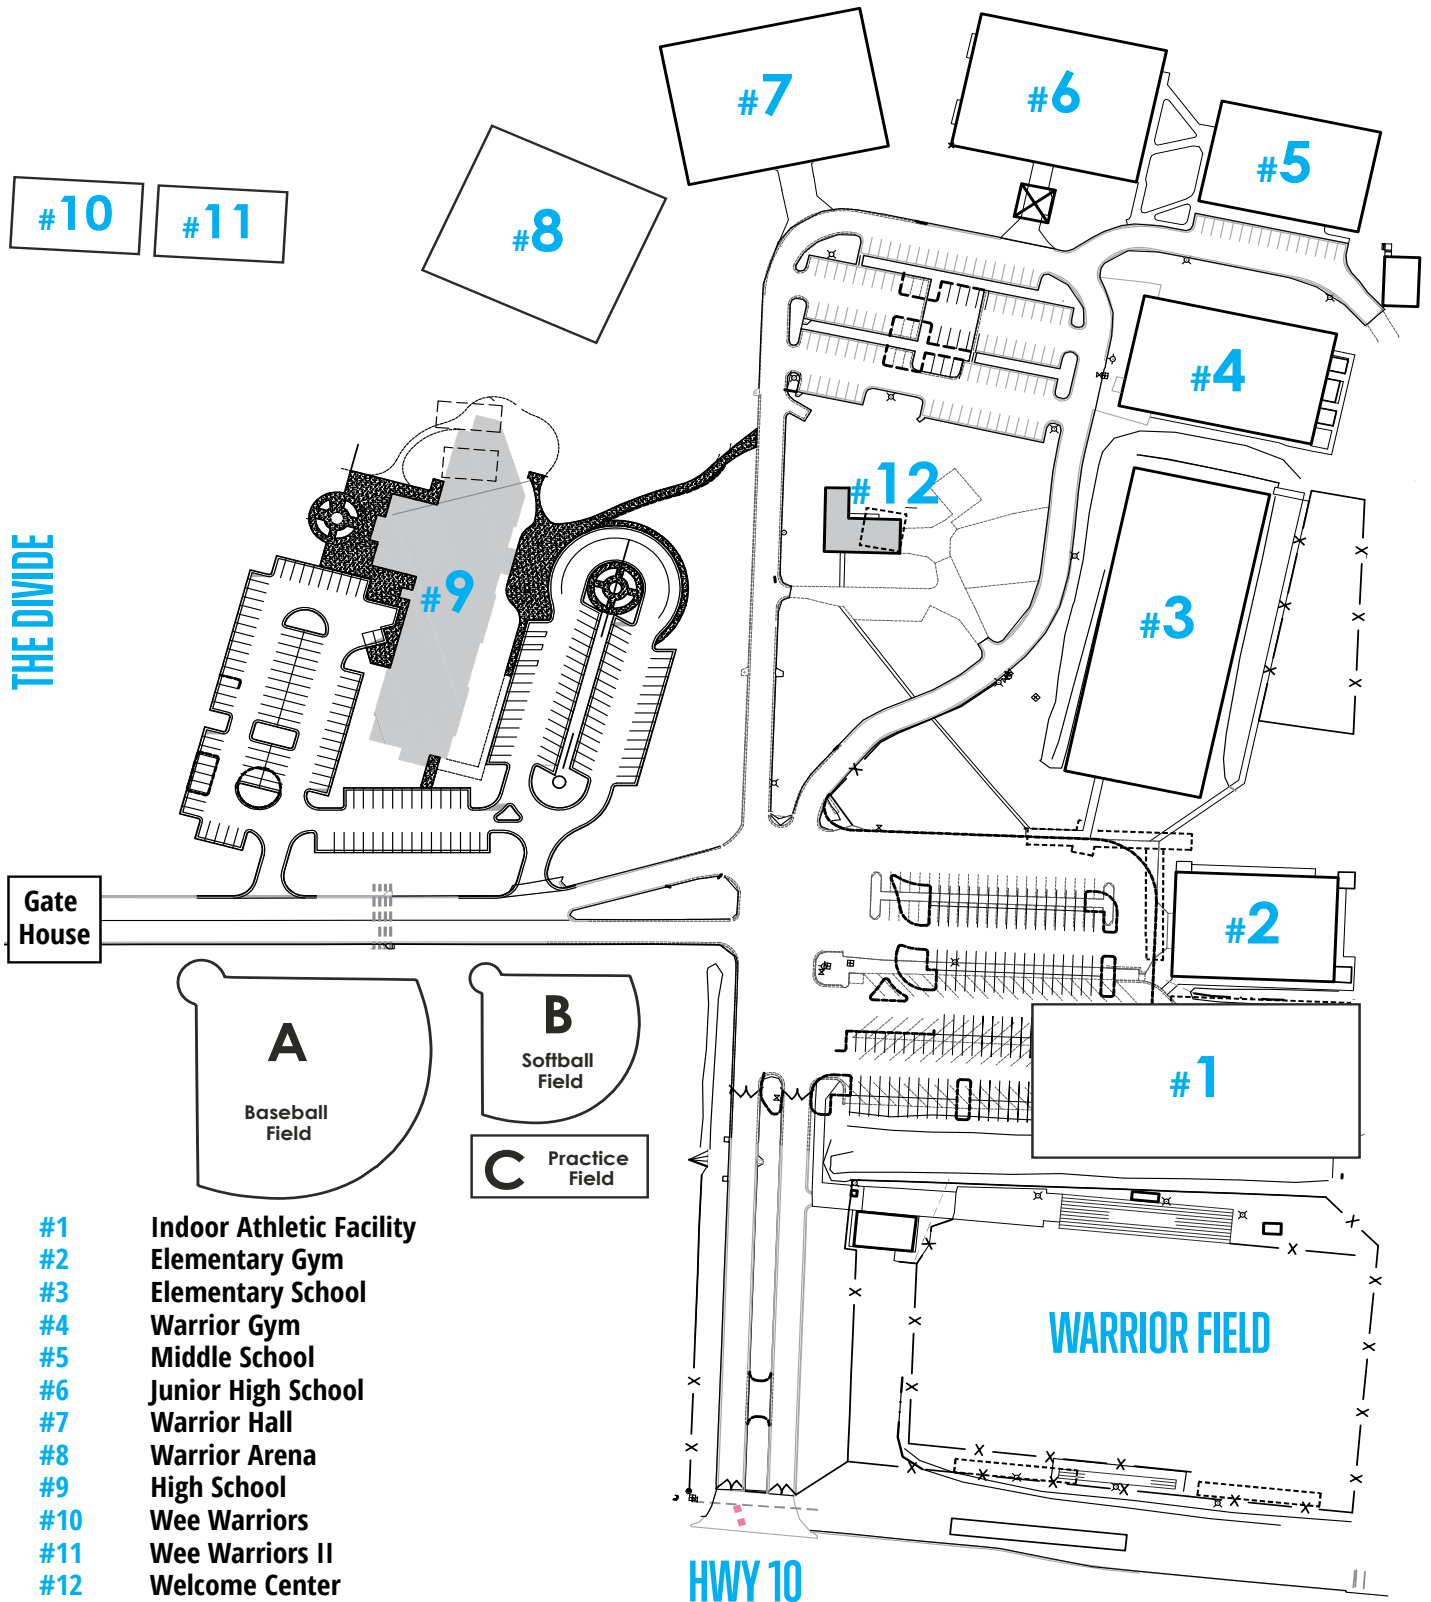 #7
#6
#5
#10
#11
#8
#4
#12
THE DIVIDE
#9
#3
Gate
House
#2
A
Baseball
Field
B
Softball
Field
#1
C
Practice
Field
#1 Indoor Athletic Facility
#2 Elementary Gym
#3 Elementary School
#4 Warrior Gym
#5 Middle School
#6 Junior High School
#7 Warrior Hall
#8 Warrior Arena
#9 High School
#10 Wee Warriors
#11 Wee Warriors II
#12 Welcome Center
WARRIOR FIELD
HWY 10